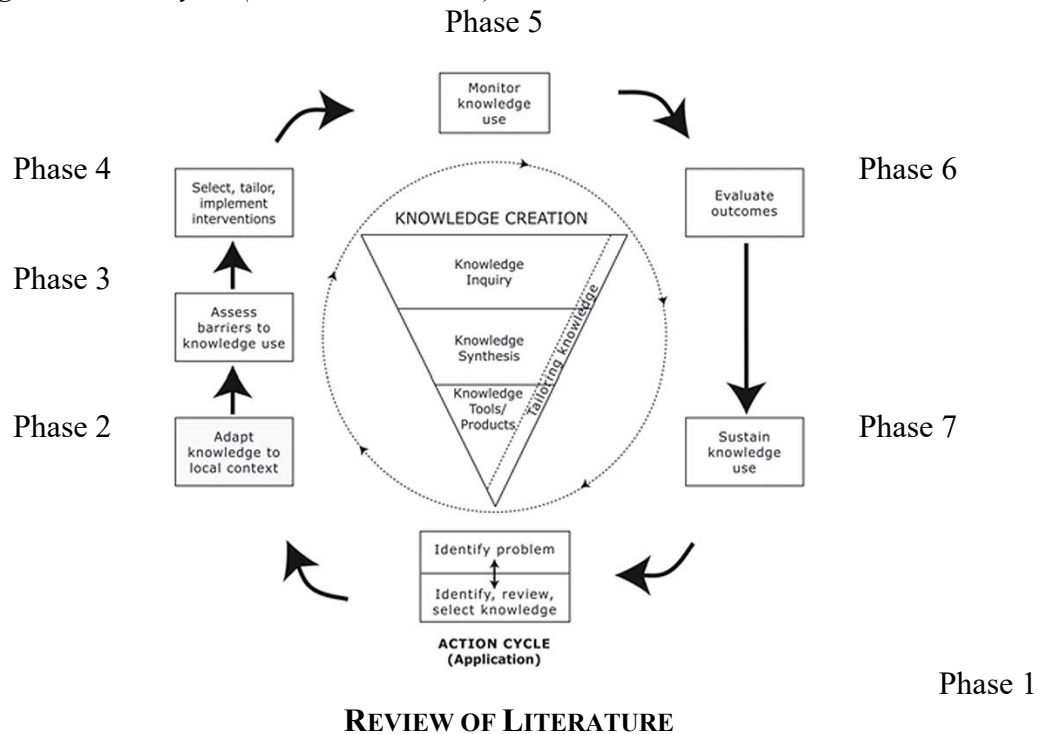 Phase 5
Monitor
knowledge
use
Phase 4
Select, tailor,
implement
interventions
Phase 6
Evaluate
outcomes
KNOWLEDGE CREATION
Knowledge
Inquiry
Phase 3
Assess
barriers to
knowledge use
Knowledge
Synthesis
Tailoring knowledge
Knowledge
Tools/
Products
Phase 2
Adapt
knowledge to
local context
Phase 7
Sustain
knowledge
use
Identify problem
Identify, review,
select knowledge
ACTION CYCLE
(Application)
Phase 1
REVIEW OF LITERATURE